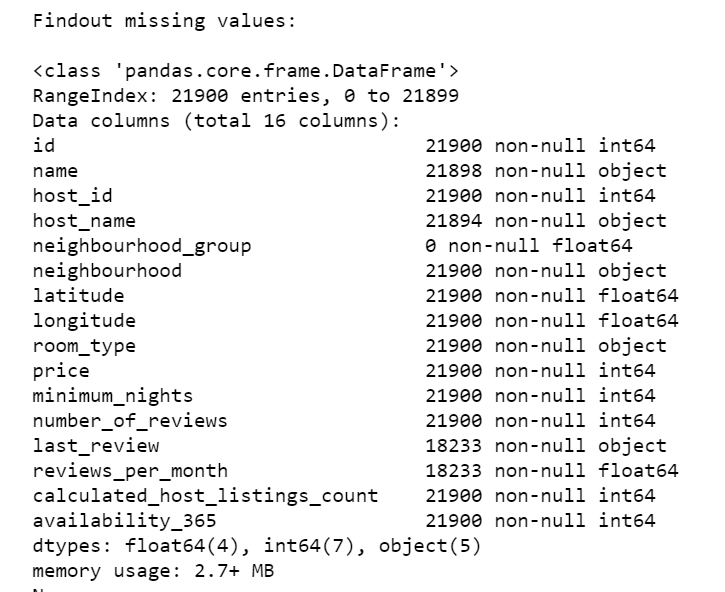 Findout missing values:
<class 'pandas.core.frame.DataFrame'>
RangeIndex: 21900 entries, 0 to 21899
Data columns (total 16 columns):
id 21900 non-null int64
name 21898 non-null object
host_id 21900 non-null int64
host_name 21894 non-null object
neighbourhood_group 0 non-null float64
neighbourhood 21900 non-null object
latitude 21900 non-null float64
longitude 21900 non-null float64
room_type 21900 non-null object
price 21900 non-null int64
minimum_nights 21900 non-null int64
number_of_reviews 21900 non-null int64
last_review 18233 non-null object
reviews_per_month 18233 non-null float64
calculated_host_listings_count 21900 non-null int64
availability_365 21900 non-null int64
dtypes: float64(4), int64(7), object(5)
memory usage: 2.7+ MB